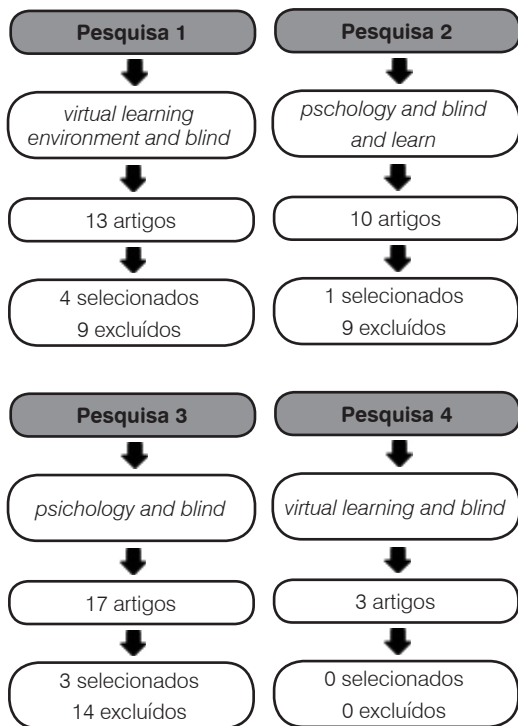 Pesquisa 1
virtual learning
environment and blind
13 artigos
4 selecionados
9 excluídos
Pesquisa 2
pschology and blind
and learn
10 artigos
1 selecionados
9 excluídos
Pesquisa 3
psichology and blind
17 artigos
3 selecionados
14 excluídos
Pesquisa 4
virtual learning and blind
3 artigos
0 selecionados
0 excluídos